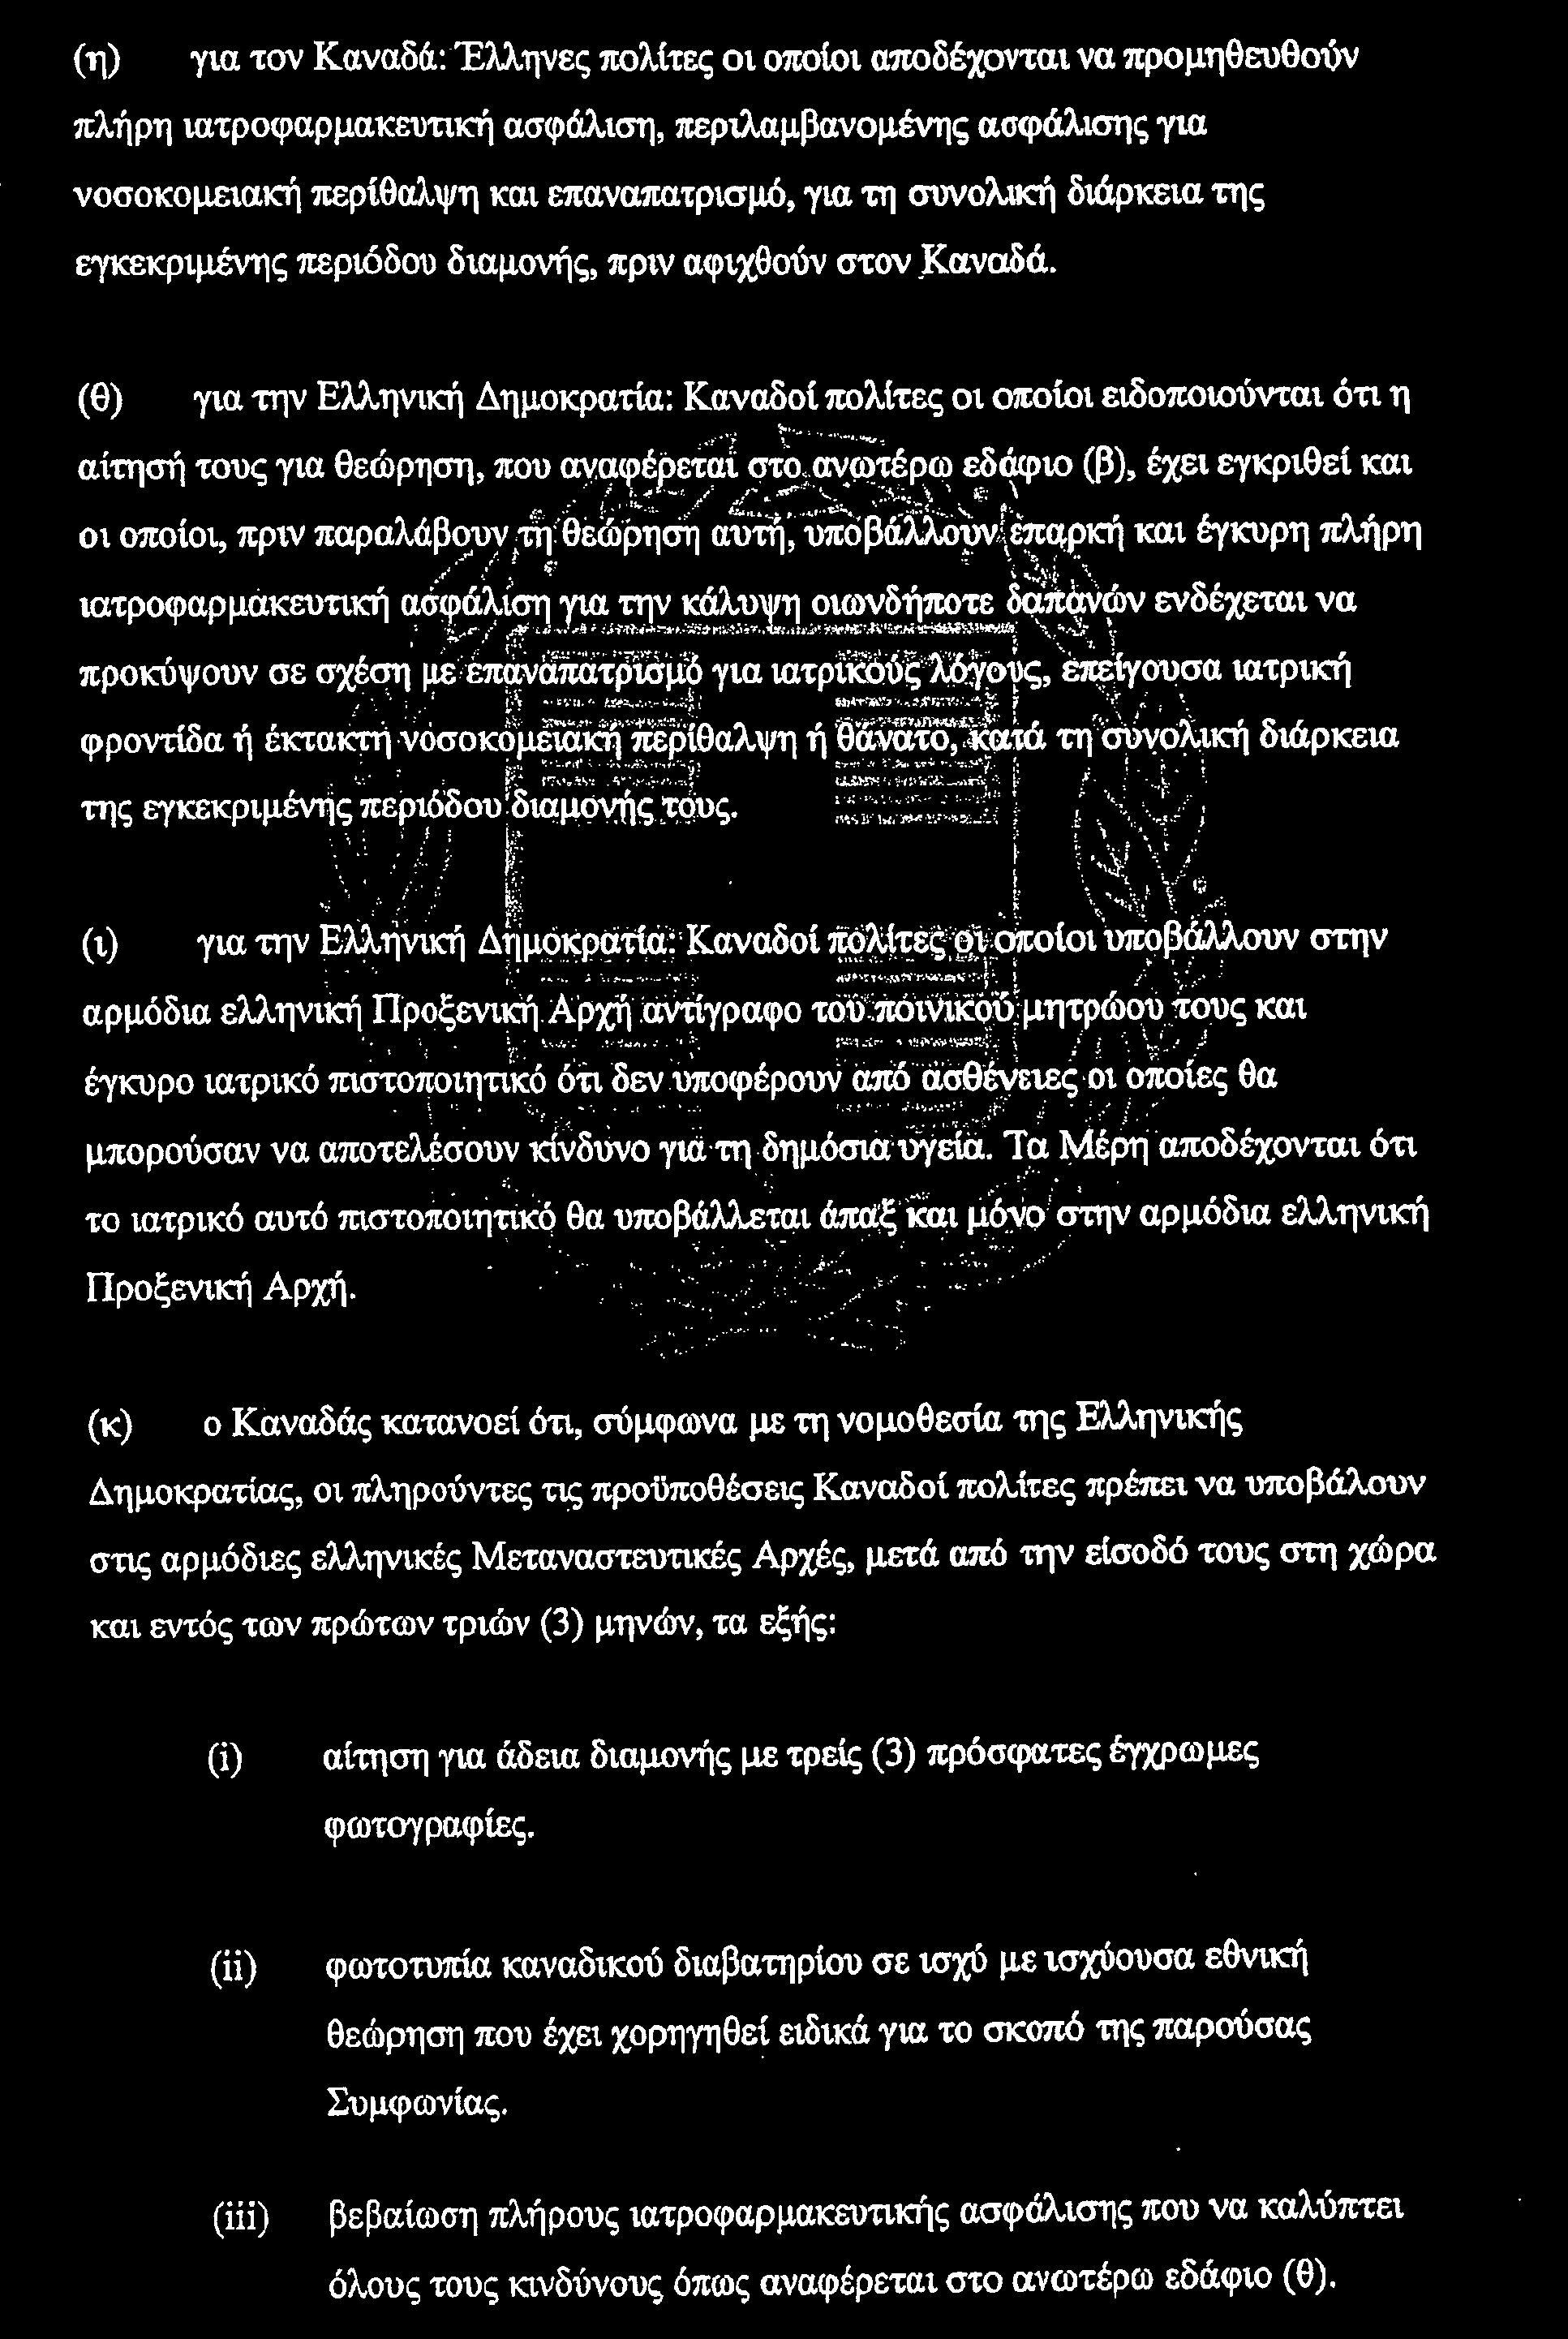 (η) για τον Καναδά: Έλληνες πολίτες οι οποίοι αποδέχονται να προμηθευθούν
πλήρη ιατροφαρμακευτική ασφάλιση, περιλαμβανομένης ασφάλισης για
νοσοκομειακή περίθαλψη και επαναπατρισμό, για τη συνολική διάρκεια της
εγκεκριμένης περιόδου διαμονής, πριν αφιχθούν στον Καναδά.
(θ) για την Ελληνική Δημοκρατία: Καναδοί πολίτες οι οποίοι ειδοποιούνται ότι η
αίτησή τους για θεώρηση, που αναφέρεται στο ανωτέρω εδάφιο (β), έχει εγκριθεί και
οι οποίοι, πριν παραλάβουν τη θεώρηση αυτή, υποβάλλουν επαρκή και έγκυρη πλήρη
ιατροφαρμακευτική ασφάλιση για την κάλυψη οιωνδήποτε δαπανών ενδέχεται να
προκύψουν σε σχέση με επαναπατρισμό για ιατρικούς λόγους, επείγουσα ιατρική
φροντίδα ή έκτακτη νοσοκομειακή περίθαλψη ή θάνατο, κατά τη συνολική διάρκεια
της εγκεκριμένης περιόδου διαμονής τους.
(ι) για την Ελληνική Δημοκρατία: Καναδοί πολίτες οι οποίοι υποβάλλουν στην
αρμόδια ελληνική Προξενική Αρχή αντίγραφο του ποινικού μητρώου τους και
έγκυρο ιατρικό πιστοποιητικό ότι δεν υποφέρουν από ασθένειες οι οποίες θα
μπορούσαν να αποτελέσουν κίνδυνο για τη δημόσια υγεία. Τα Μέρη αποδέχονται ότι
το ιατρικό αυτό πιστοποιητικό θα υποβάλλεται άπαξ και μόνο στην αρμόδια ελληνική
Προξενική Αρχή.
(κ) ο Καναδάς κατανοεί ότι, σύμφωνα με τη νομοθεσία της Ελληνικής
Δημοκρατίας, οι πληρούντες τις προϋποθέσεις Καναδοί πολίτες πρέπει να υποβάλουν
στις αρμόδιες ελληνικές Μεταναστευτικές Αρχές, μετά από την είσοδό τους στη χώρα
και εντός των πρώτων τριών (3) μηνών, τα εξής:
(i) αίτηση για άδεια διαμονής με τρείς (3) πρόσφατες έγχρωμες
φωτογραφίες.
(ii) φωτοτυπία καναδικού διαβατηρίου σε ισχύ με ισχύουσα εθνική
θεώρηση που έχει χορηγηθεί ειδικά για το σκοπό της παρούσας
Συμφωνίας.
(iii) βεβαίωση πλήρους ιατροφαρμακευτικής ασφάλισης που να καλύπτει
όλους τους κινδύνους όπως αναφέρεται στο ανωτέρω εδάφιο (θ).